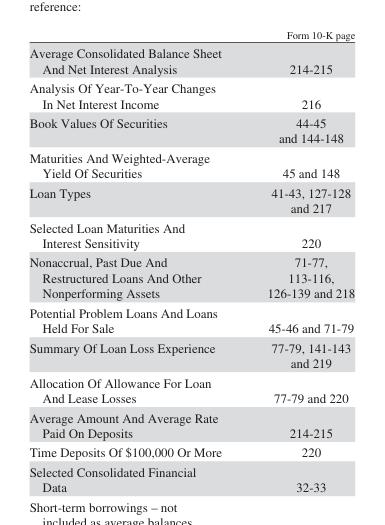 reference:
Form 10-K page
Average Consolidated Balance Sheet
And Net Interest Analysis 214-215
Analysis Of Year-To-Year Changes
In Net Interest Income 216
Book Values Of Securities 44-45
and 144-148
Maturities And Weighted-Average
Yield Of Securities 45 and 148
Loan Types 41-43, 127-128
and 217
Selected Loan Maturities And
Interest Sensitivity 220
Nonaccrual, Past Due And 71-77,
Restructured Loans And Other 113-116,
Nonperforming Assets 126-139 and 218
Potential Problem Loans And Loans
Held For Sale 45-46 and 71-79
Summary Of Loan Loss Experience 77-79, 141-143
and 219
Allocation Of Allowance For Loan
And Lease Losses 77-79 and 220
Average Amount And Average Rate
Paid On Deposits 214-215
Time Deposits Of $100,000 Or More 220
Selected Consolidated Financial
Data 32-33
Short-term borrowings – not
included as average balances